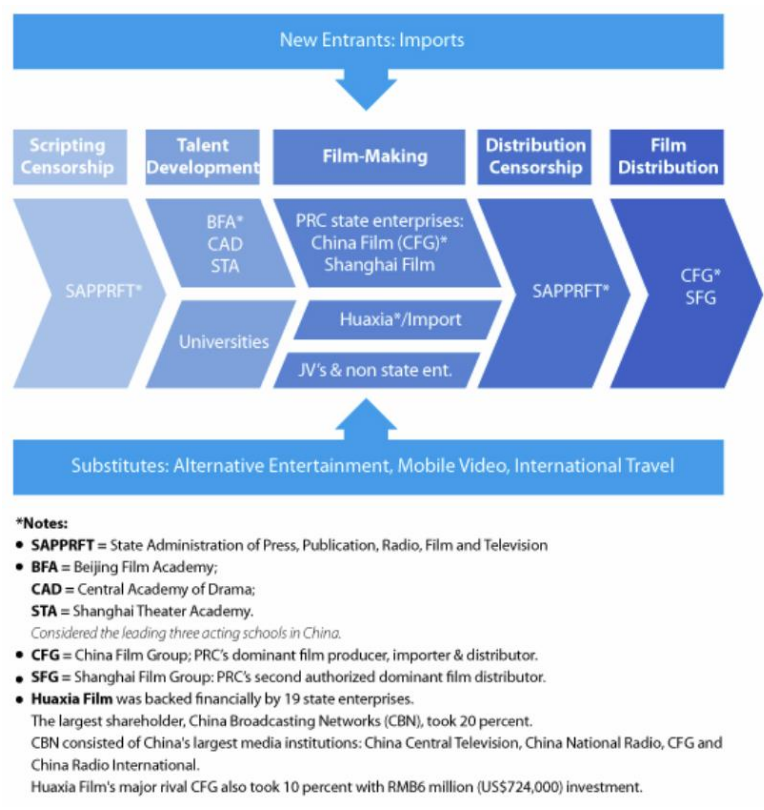 New Entrants: Imports
Scripting
Censorship
Talent
Development
Film-Making
Distribution
Censorship
Film
Distribution
SAPPRFT*
BFA*
CAD
STA
Universities
PRC state enterprises:
China Film (CFG)*
Shanghai Film
Huaxia*/Import
JV's & non state ent.
SAPPRFT*
CFG*
SFG
Substitutes: Alternative Entertainment, Mobile Video, International Travel
*Notes:
• SAPPRFT = State Administration of Press, Publication, Radio, Film and Television
• BFA = Beijing Film Academy;
CAD = Central Academy of Drama;
STA = Shanghai Theater Academy.
Considered the leading three acting schools in China.
• CFG = China Film Group; PRC's dominant film producer, importer & distributor.
• SFG = Shanghai Film Group: PRC's second authorized dominant film distributor.
• Huaxia Film was backed financially by 19 state enterprises.
The largest shareholder, China Broadcasting Networks (CBN), took 20 percent.
CBN consisted of China's largest media institutions: China Central Television, China National Radio, CFG and
China Radio International.
Huaxia Film's major rival CFG also took 10 percent with RMB6 million (US$724,000) investment.